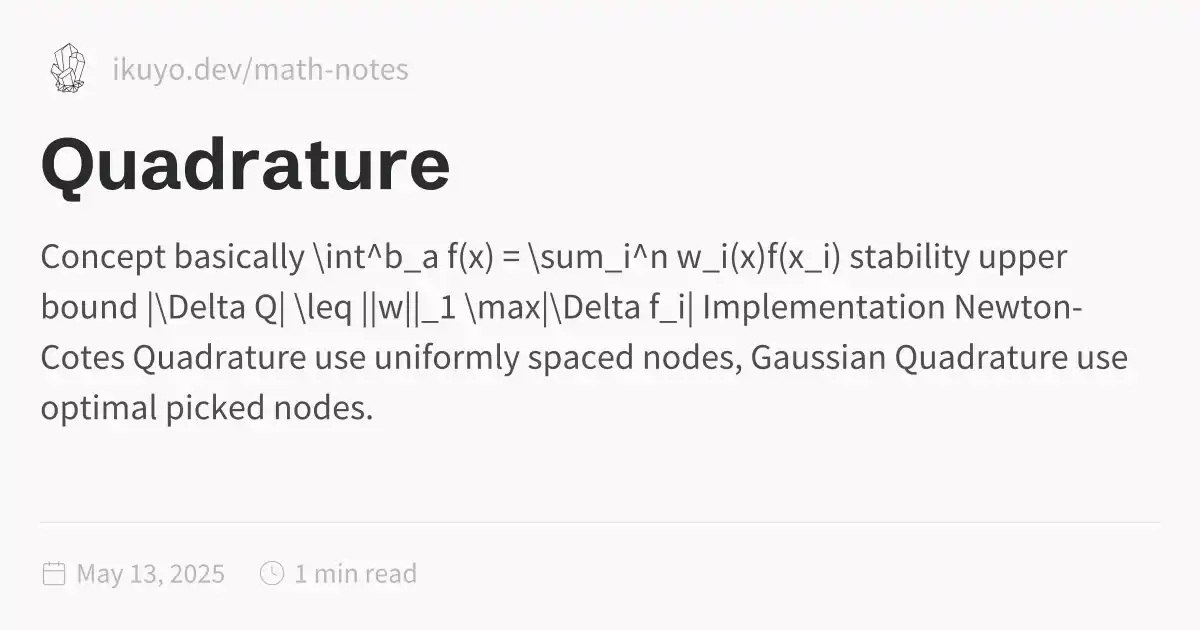 ikuyo.dev/math-notes
Quadrature
Concept basically \int^b_a f(x) = \sum_i^n w_i(x)f(x_i) stability upper
bound |\Delta Q| \leq ||w||_1 \max|\Delta f_i| Implementation Newton-
Cotes Quadrature use uniformly spaced nodes, Gaussian Quadrature use
optimal picked nodes.
May 13, 2025 1 min read